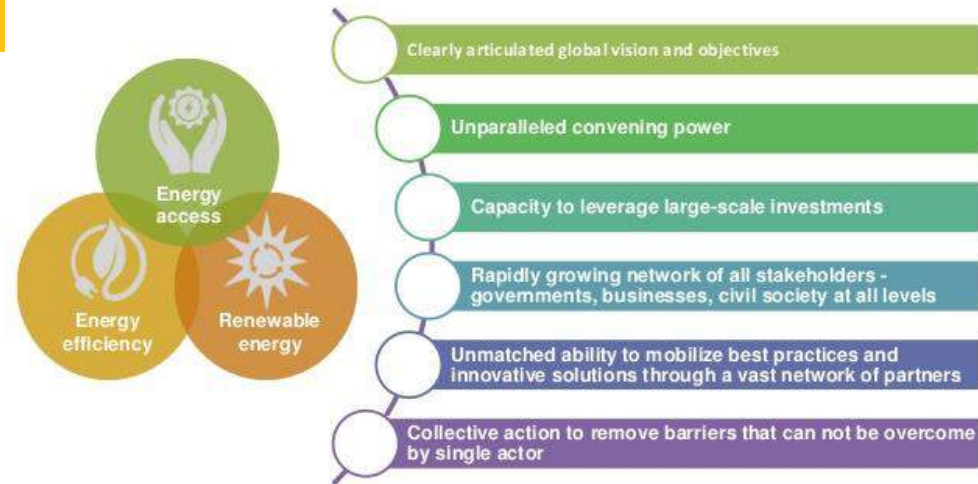 Energy
access
Energy
efficiency
Renewable
energy
Clearly articulated global vision and objectives
Unparalleled convening power
Capacity to leverage large-scale investments
Rapidly growing network of all stakeholders -
governments, businesses, civil society at all levels
Unmatched ability to mobilize best practices and
innovative solutions through a vast network of partners
Collective action to remove barriers that can not be overcome
by single actor